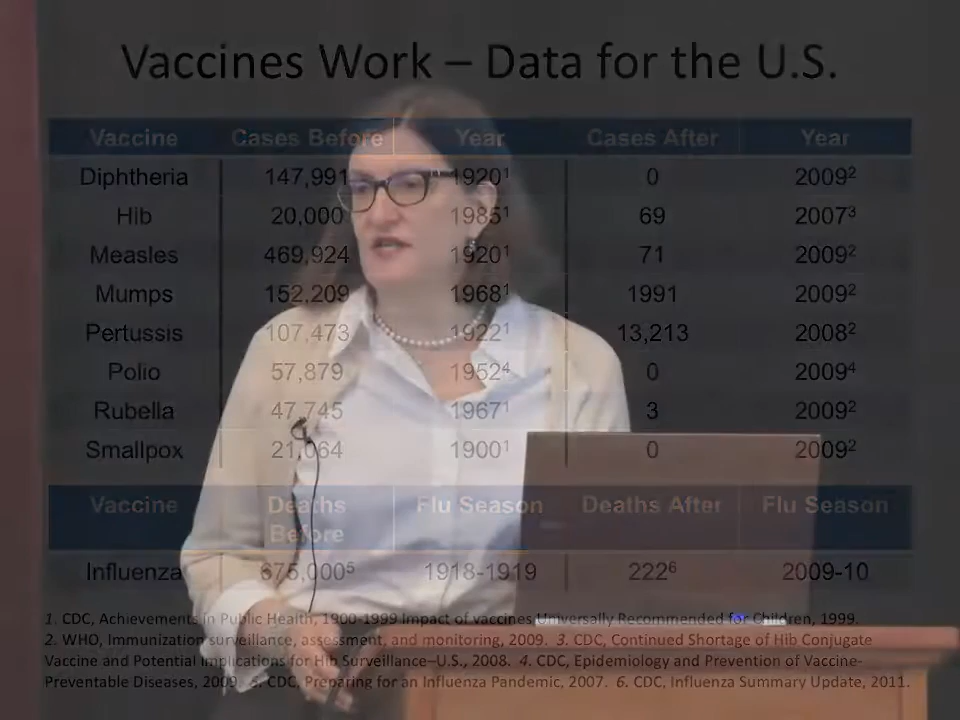 Vaccines Work – Data for the U.S.
Vaccine Cases Before Year Cases After Year
Diphtheria 147,991 1920¹ 0 2009²
Hib 20,000 1985¹ 69 2007³
Measles 469,924 1920¹ 71 2009²
Mumps 152,209 1968¹ 1991 2009²
Pertussis 107,473 1922¹ 13,213 2008²
Polio 57,879 1952⁴ 0 2009⁴
Rubella 47,745 1967¹ 3 2009²
Smallpox 21,064 1900¹ 0 2009²
Vaccine Deaths Before Flu Season Deaths After Flu Season
Influenza 675,000⁵ 1918-1919 222⁶ 2009-10
1. CDC, Achievements in Public Health, 1900-1999 Impact of vaccines Universally Recommended for Children, 1999.
2. WHO, Immunization surveillance, assessment, and monitoring, 2009. 3. CDC, Continued Shortage of Hib Conjugate
Vaccine and Potential Implications for Hib Surveillance–U.S., 2008. 4. CDC, Epidemiology and Prevention of Vaccine-
Preventable Diseases, 2009. 5. CDC, Preparing for an Influenza Pandemic, 2007. 6. CDC, Influenza Summary Update, 2011.